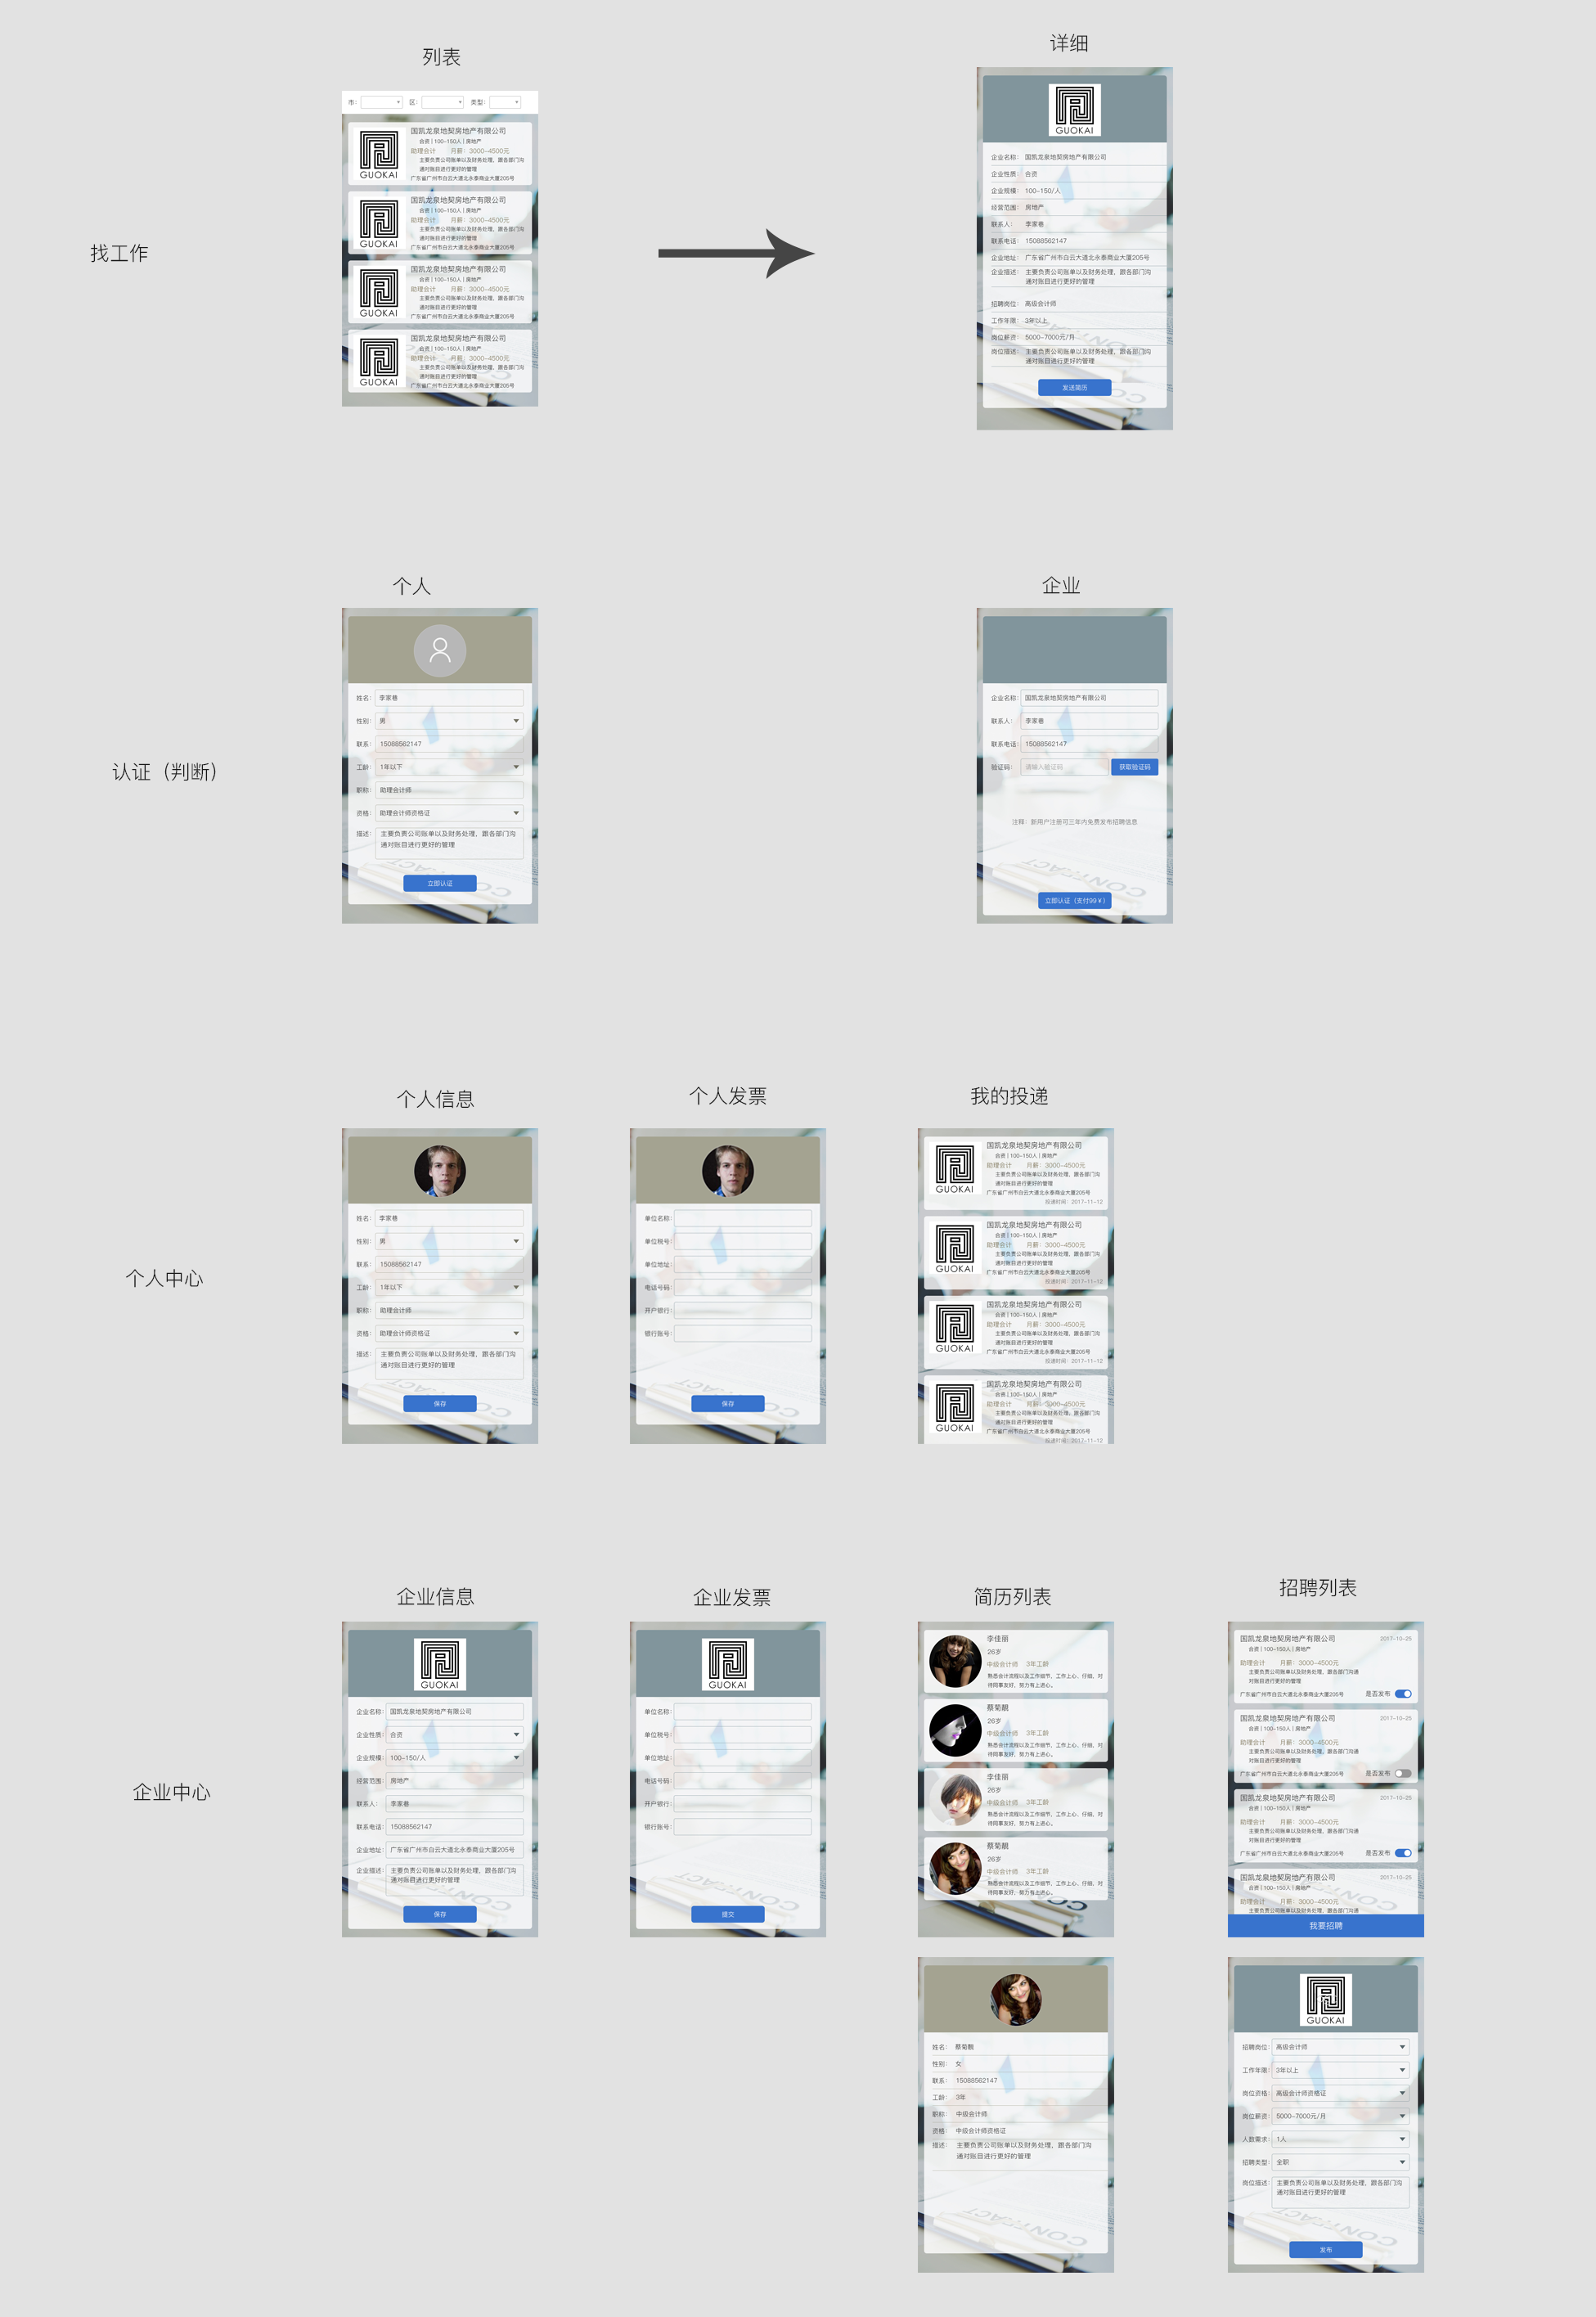 列表
详细
找工作
市：
区：
类型：
GUOKAI
国凯龙泉地契房地产有限公司
合资 | 100-150人 | 房地产
助理会计 月薪：3000-4500元
主要负责公司账单以及财务处理，跟各部门沟
通对账目进行更好的管理
广东省广州市白云大道北永泰商业大厦205号
GUOKAI
国凯龙泉地契房地产有限公司
合资 | 100-150人 | 房地产
助理会计 月薪：3000-4500元
主要负责公司账单以及财务处理，跟各部门沟
通对账目进行更好的管理
广东省广州市白云大道北永泰商业大厦205号
GUOKAI
国凯龙泉地契房地产有限公司
合资 | 100-150人 | 房地产
助理会计 月薪：3000-4500元
主要负责公司账单以及财务处理，跟各部门沟
通对账目进行更好的管理
广东省广州市白云大道北永泰商业大厦205号
GUOKAI
国凯龙泉地契房地产有限公司
合资 | 100-150人 | 房地产
助理会计 月薪：3000-4500元
主要负责公司账单以及财务处理，跟各部门沟
通对账目进行更好的管理
广东省广州市白云大道北永泰商业大厦205号
GUOKAI
企业名称： 国凯龙泉地契房地产有限公司
企业性质： 合资
企业规模： 100-150/人
经营范围： 房地产
联系人： 李家巷
联系电话： 15088562147
企业地址： 广东省广州市白云大道北永泰商业大厦205号
企业描述： 主要负责公司账单以及财务处理，跟各部门沟
通对账目进行更好的管理
招聘岗位： 高级会计师
工作年限： 3年以上
岗位薪资： 5000-7000元/月
岗位描述： 主要负责公司账单以及财务处理，跟各部门沟
通对账目进行更好的管理
发送简历
认证（判断）
个人
企业
姓名： 李家巷
性别： 男
联系： 15088562147
工龄： 1年以下
职称： 助理会计师
资格： 助理会计师资格证
描述： 主要负责公司账单以及财务处理，跟各部门沟
通对账目进行更好的管理
立即认证
企业名称： 国凯龙泉地契房地产有限公司
联系人： 李家巷
联系电话： 15088562147
验证码： 请输入验证码 获取验证码
注释：新用户注册可三年内免费发布招聘信息
立即认证（支付99￥）
个人中心
个人信息
个人发票
我的投递
姓名： 李家巷
性别： 男
联系： 15088562147
工龄： 1年以下
职称： 助理会计师
资格： 助理会计师资格证
描述： 主要负责公司账单以及财务处理，跟各部门沟
通对账目进行更好的管理
保存
单位名称：
单位税号：
单位地址：
电话号码：
开户银行：
银行账号：
保存
GUOKAI
国凯龙泉地契房地产有限公司
合资 | 100-150人 | 房地产
助理会计 月薪：3000-4500元
主要负责公司账单以及财务处理，跟各部门沟
通对账目进行更好的管理
广东省广州市白云大道北永泰商业大厦205号
投递时间：2017-11-12
GUOKAI
国凯龙泉地契房地产有限公司
合资 | 100-150人 | 房地产
助理会计 月薪：3000-4500元
主要负责公司账单以及财务处理，跟各部门沟
通对账目进行更好的管理
广东省广州市白云大道北永泰商业大厦205号
投递时间：2017-11-12
GUOKAI
国凯龙泉地契房地产有限公司
合资 | 100-150人 | 房地产
助理会计 月薪：3000-4500元
主要负责公司账单以及财务处理，跟各部门沟
通对账目进行更好的管理
广东省广州市白云大道北永泰商业大厦205号
投递时间：2017-11-12
GUOKAI
国凯龙泉地契房地产有限公司
合资 | 100-150人 | 房地产
助理会计 月薪：3000-4500元
主要负责公司账单以及财务处理，跟各部门沟
通对账目进行更好的管理
广东省广州市白云大道北永泰商业大厦205号
投递时间：2017-11-12
企业中心
企业信息
企业发票
简历列表
招聘列表
GUOKAI
企业名称： 国凯龙泉地契房地产有限公司
企业性质： 合资
企业规模： 100-150/人
经营范围： 房地产
联系人： 李家巷
联系电话： 15088562147
企业地址： 广东省广州市白云大道北永泰商业大厦205号
企业描述： 主要负责公司账单以及财务处理，跟各部门沟
通对账目进行更好的管理
保存
GUOKAI
单位名称：
单位税号：
单位地址：
电话号码：
开户银行：
银行账号：
提交
李佳丽
26岁
中级会计师 3年工龄
熟悉会计流程以及工作细节，工作上心、仔细，对
待同事友好，努力有上进心。
蔡菊靓
26岁
中级会计师 3年工龄
熟悉会计流程以及工作细节，工作上心、仔细，对
待同事友好，努力有上进心。
李佳丽
26岁
中级会计师 3年工龄
熟悉会计流程以及工作细节，工作上心、仔细，对
待同事友好，努力有上进心。
蔡菊靓
26岁
中级会计师 3年工龄
熟悉会计流程以及工作细节，工作上心、仔细，对
待同事友好，努力有上进心。
国凯龙泉地契房地产有限公司 2017-10-25
合资 | 100-150人 | 房地产
助理会计 月薪：3000-4500元
主要负责公司账单以及财务处理，跟各部门沟通
对账目进行更好的管理
广东省广州市白云大道北永泰商业大厦205号 是否发布
国凯龙泉地契房地产有限公司 2017-10-25
合资 | 100-150人 | 房地产
助理会计 月薪：3000-4500元
主要负责公司账单以及财务处理，跟各部门沟通
对账目进行更好的管理
广东省广州市白云大道北永泰商业大厦205号 是否发布
国凯龙泉地契房地产有限公司 2017-10-25
合资 | 100-150人 | 房地产
助理会计 月薪：3000-4500元
主要负责公司账单以及财务处理，跟各部门沟通
对账目进行更好的管理
广东省广州市白云大道北永泰商业大厦205号 是否发布
国凯龙泉地契房地产有限公司 2017-10-25
合资 | 100-150人 | 房地产
助理会计 月薪：3000-4500元
主要负责公司账单以及财务处理，跟各部门沟通
我要招聘
姓名： 蔡菊靓
性别： 女
联系： 15088562147
工龄： 3年
职称： 中级会计师
资格： 中级会计师资格证
描述： 主要负责公司账单以及财务处理，跟各部门沟
通对账目进行更好的管理
GUOKAI
招聘岗位： 高级会计师
工作年限： 3年以上
岗位资格： 高级会计师资格证
岗位薪资： 5000-7000元/月
人数需求： 1人
招聘类型： 全职
岗位描述： 主要负责公司账单以及财务处理，跟各部门沟
通对账目进行更好的管理
发布